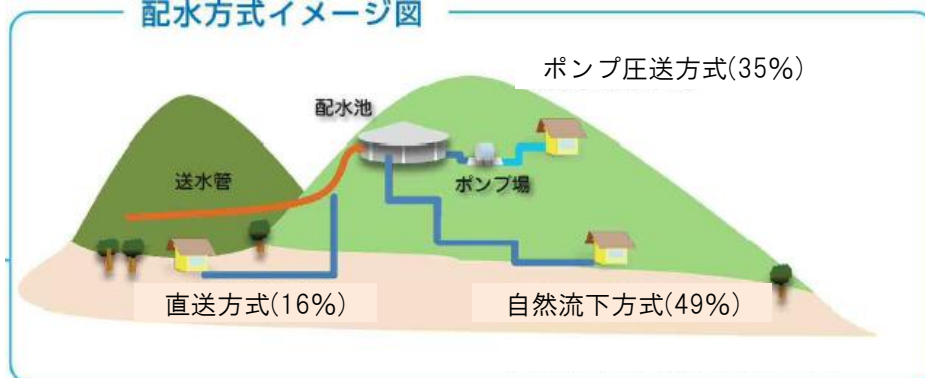 配水方式イメージ図
ポンプ圧送方式(35%)
配水池
送水管
ポンプ場
直送方式(16%)
自然流下方式(49%)